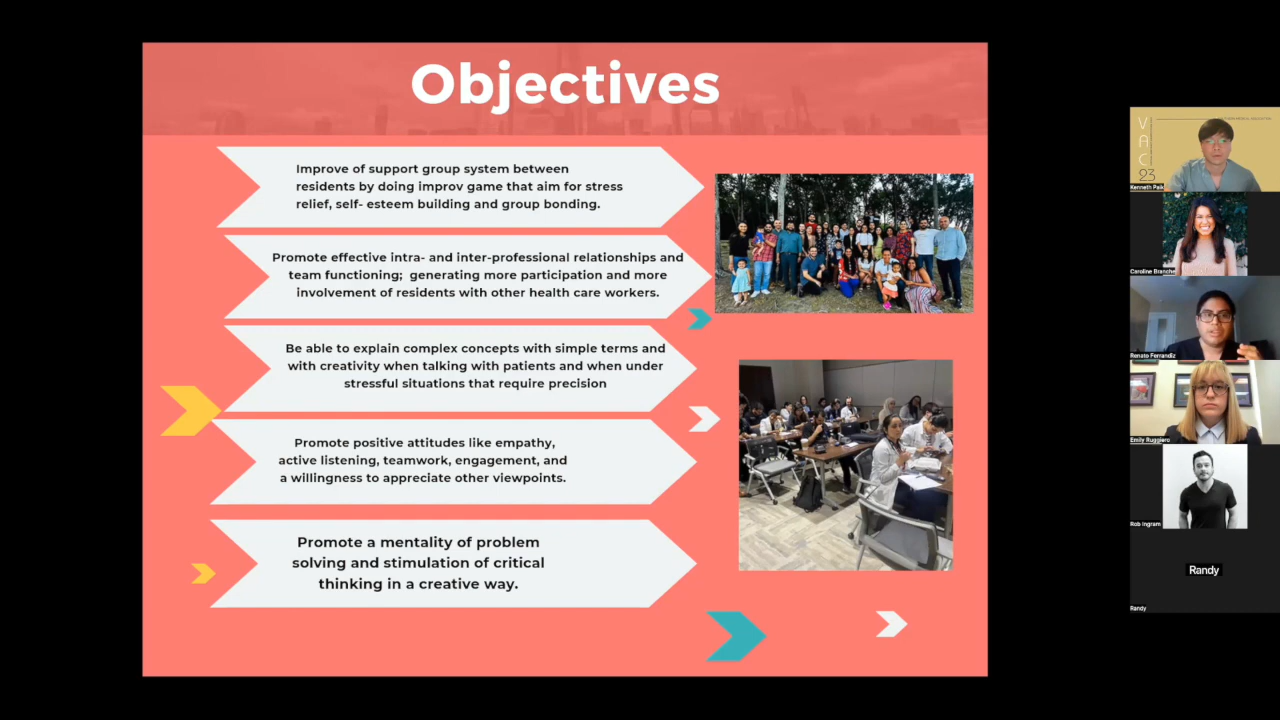 Objectives
Improve of support group system between
residents by doing improv game that aim for stress
relief, self- esteem building and group bonding.
Promote effective intra- and inter-professional relationships and
team functioning; generating more participation and more
involvement of residents with other health care workers.
Be able to explain complex concepts with simple terms and
with creativity when talking with patients and when under
stressful situations that require precision
Promote positive attitudes like empathy,
active listening, teamwork, engagement, and
a willingness to appreciate other viewpoints.
Promote a mentality of problem
solving and stimulation of critical
thinking in a creative way.
V
A
C
23
Kenneth Paik
Caroline Branche
Renato Ferrandiz
Emily Ruggiero
Rob Ingram
Randy
Randy